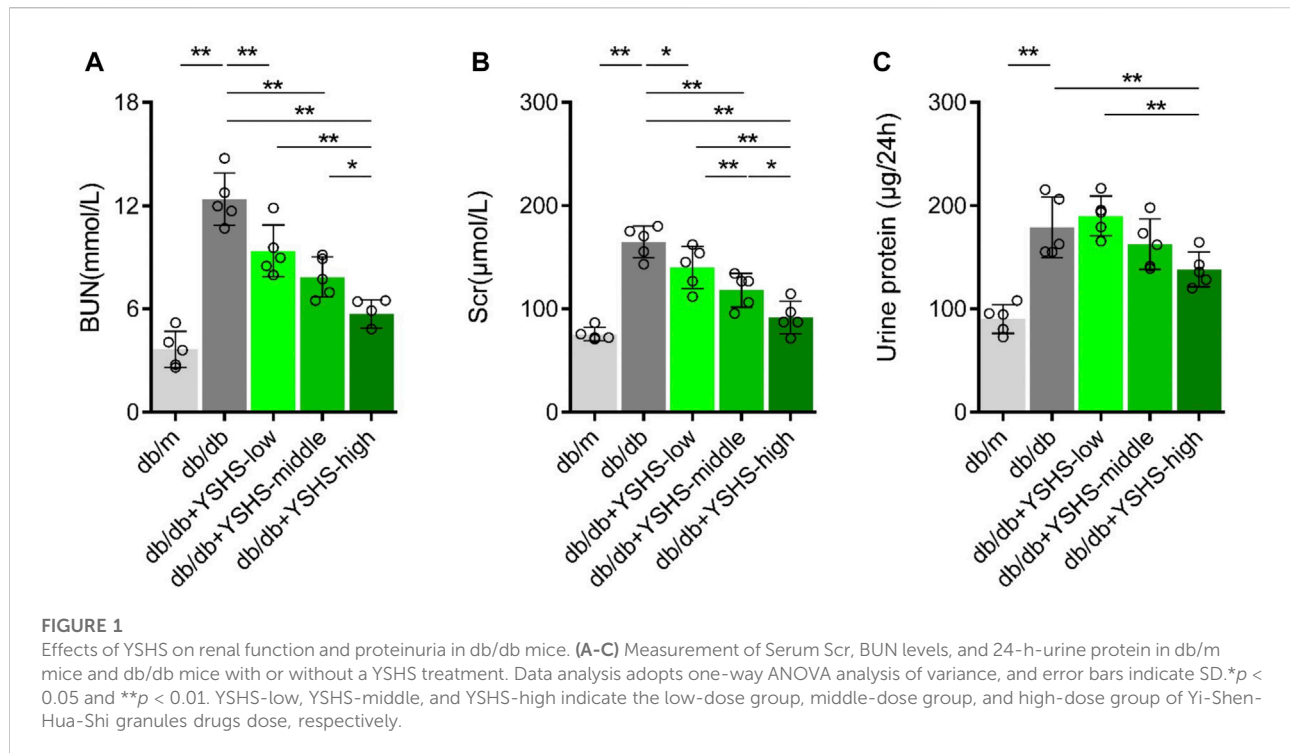 A
** **
**
**
**
*
18
12
6
0
BUN(mmol/L)
db/m
db/db
db/db+YSHS-low
db/db+YSHS-middle
db/db+YSHS-high
B
** *
**
**
**
** *
300
200
100
0
Scr(μmol/L)
db/m
db/db
db/db+YSHS-low
db/db+YSHS-middle
db/db+YSHS-high
C
**
**
**
300
200
100
0
Urine protein (μg/24h)
db/m
db/db
db/db+YSHS-low
db/db+YSHS-middle
db/db+YSHS-high
FIGURE 1
Effects of YSHS on renal function and proteinuria in db/db mice. (A-C) Measurement of Serum Scr, BUN levels, and 24-h-urine protein in db/m
mice and db/db mice with or without a YSHS treatment. Data analysis adopts one-way ANOVA analysis of variance, and error bars indicate SD.*p <
0.05 and **p < 0.01. YSHS-low, YSHS-middle, and YSHS-high indicate the low-dose group, middle-dose group, and high-dose group of Yi-Shen-
Hua-Shi granules drugs dose, respectively.